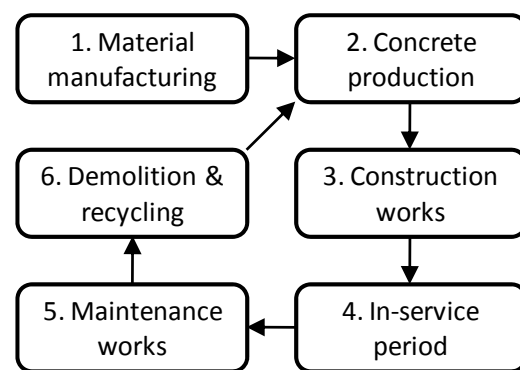 1. Material
manufacturing
2. Concrete
production
3. Construction
works
4. In-service
period
5. Maintenance
works
6. Demolition &
recycling